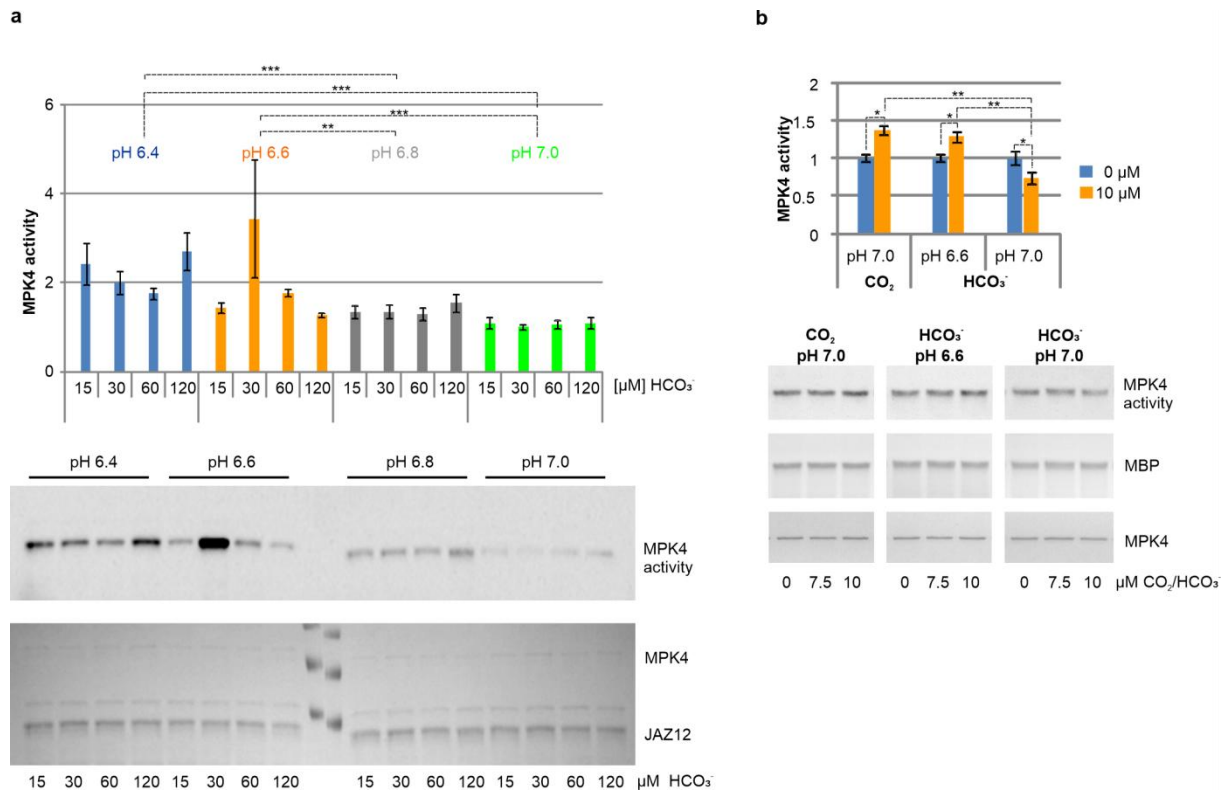 a
***
***
***
**
6
pH 6.4 pH 6.6 pH 6.8 pH 7.0
4
MPK4 activity
2
0
15 30 60 120 15 30 60 120 15 30 60 120 15 30 60 120 [µM] HCO₃⁻
pH 6.4 pH 6.6 pH 6.8 pH 7.0
MPK4
activity
MPK4
JAZ12
15 30 60 120 15 30 60 120 15 30 60 120 15 30 60 120 µM HCO₃⁻
b
2
**
**
1.5
* * *
MPK4 activity
1
0 µM
10 µM
0.5
0
pH 7.0 pH 6.6 pH 7.0
CO₂ HCO₃⁻
CO₂ HCO₃⁻ HCO₃⁻
pH 7.0 pH 6.6 pH 7.0
MPK4
activity
MBP
MPK4
0 7.5 10 0 7.5 10 0 7.5 10 µM CO₂/HCO₃⁻